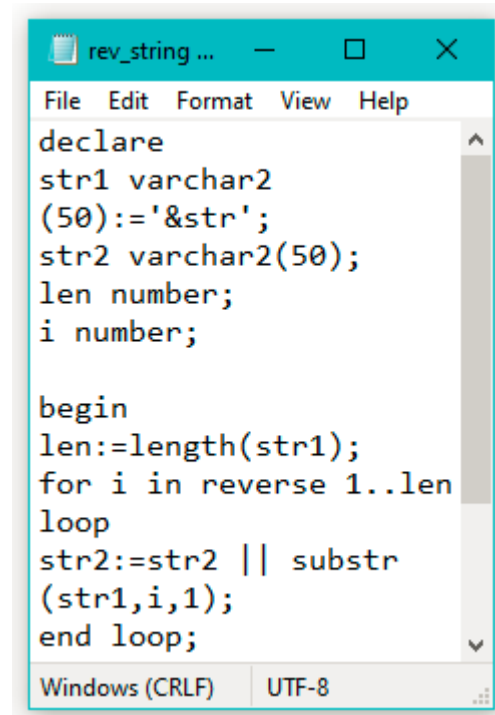 rev_string ...
File Edit Format View Help
declare
str1 varchar2
(50):='&str';
str2 varchar2(50);
len number;
i number;
begin
len:=length(str1);
for i in reverse 1..len
loop
str2:=str2 || substr
(str1,i,1);
end loop;
Windows (CRLF) UTF-8